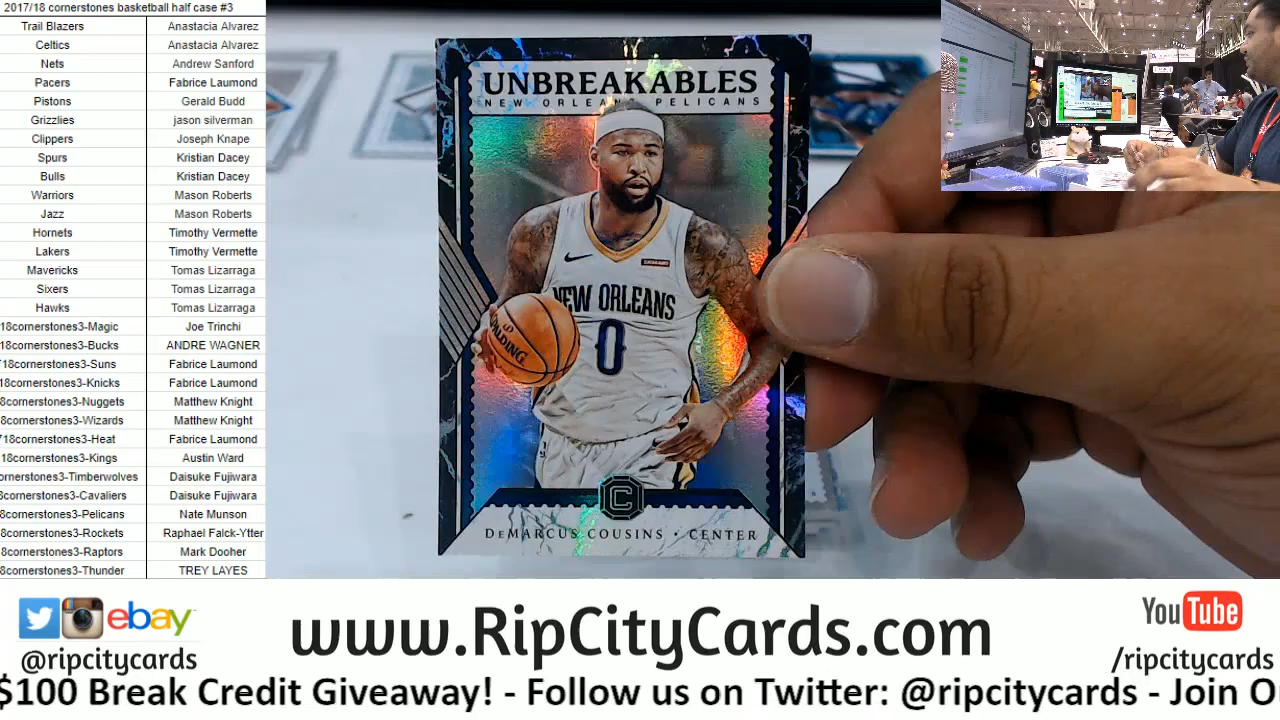 2017/18 cornerstones basketball half case #3
Trail Blazers Anastacia Alvarez
Celtics Anastacia Alvarez
Nets Andrew Sanford
Pacers Fabrice Laumond
Pistons Gerald Budd
Grizzlies jason silverman
Clippers Joseph Knape
Spurs Kristian Dacey
Bulls Kristian Dacey
Warriors Mason Roberts
Jazz Mason Roberts
Hornets Timothy Vermette
Lakers Timothy Vermette
Mavericks Tomas Lizarraga
Sixers Tomas Lizarraga
Hawks Tomas Lizarraga
18cornerstones3-Magic Joe Trinchi
8cornerstones3-Bucks ANDRE WAGNER
18cornerstones3-Suns Fabrice Laumond
8cornerstones3-Knicks Fabrice Laumond
8cornerstones3-Nuggets Matthew Knight
8cornerstones3-Wizards Matthew Knight
718cornerstones3-Heat Fabrice Laumond
18cornerstones3-Kings Austin Ward
ornerstones3-Timberwolves Daisuke Fujiwara
cornerstones3-Cavaliers Daisuke Fujiwara
8cornerstones3-Pelicans Nate Munson
8cornerstones3-Rockets Raphael Falck-Ytter
8cornerstones3-Raptors Mark Dooher
8cornerstones3-Thunder TREY LAYES
UNBREAKABLES
NEW ORLEANS PELICANS
NEW ORLEANS
0
SPALDING
C
DEMARCUS COUSINS • CENTER
ebay
@ripcitycards
www.RipCityCards.com
YouTube
/ripcitycards
$100 Break Credit Giveaway! - Follow us on Twitter: @ripcitycards - Join O